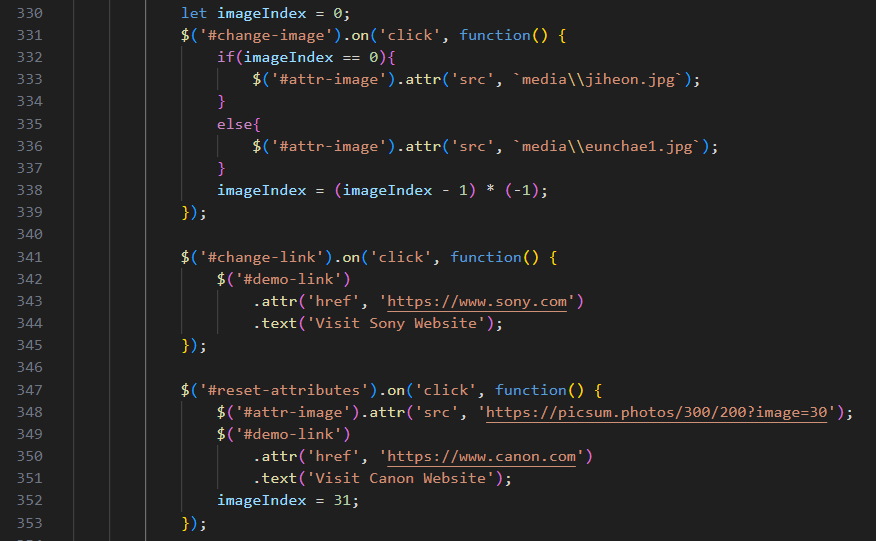 330 let imageIndex = 0;
331 $('#change-image').on('click', function() {
332 if(imageIndex == 0){
333 $('#attr-image').attr('src', `media\\jiheon.jpg`);
334 }
335 else{
336 $('#attr-image').attr('src', `media\\eunchae1.jpg`);
337 }
338 imageIndex = (imageIndex - 1) * (-1);
339 });
340
341 $('#change-link').on('click', function() {
342 $('#demo-link')
343 .attr('href', 'https://www.sony.com')
344 .text('Visit Sony Website');
345 });
346
347 $('#reset-attributes').on('click', function() {
348 $('#attr-image').attr('src', 'https://picsum.photos/300/200?image=30');
349 $('#demo-link')
350 .attr('href', 'https://www.canon.com')
351 .text('Visit Canon Website');
352 imageIndex = 31;
353 });